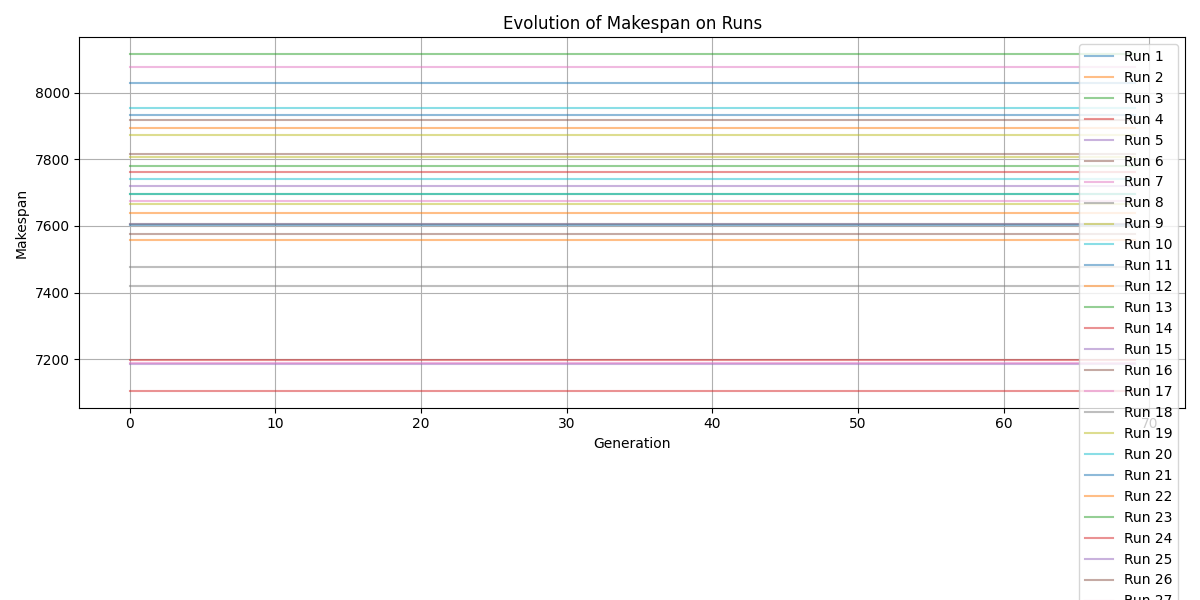 Evolution of Makespan on Runs
Makespan
8000
7800
7600
7400
7200
0
10
20
30
40
50
60
70
Generation
Run 1
Run 2
Run 3
Run 4
Run 5
Run 6
Run 7
Run 8
Run 9
Run 10
Run 11
Run 12
Run 13
Run 14
Run 15
Run 16
Run 17
Run 18
Run 19
Run 20
Run 21
Run 22
Run 23
Run 24
Run 25
Run 26
Run 27